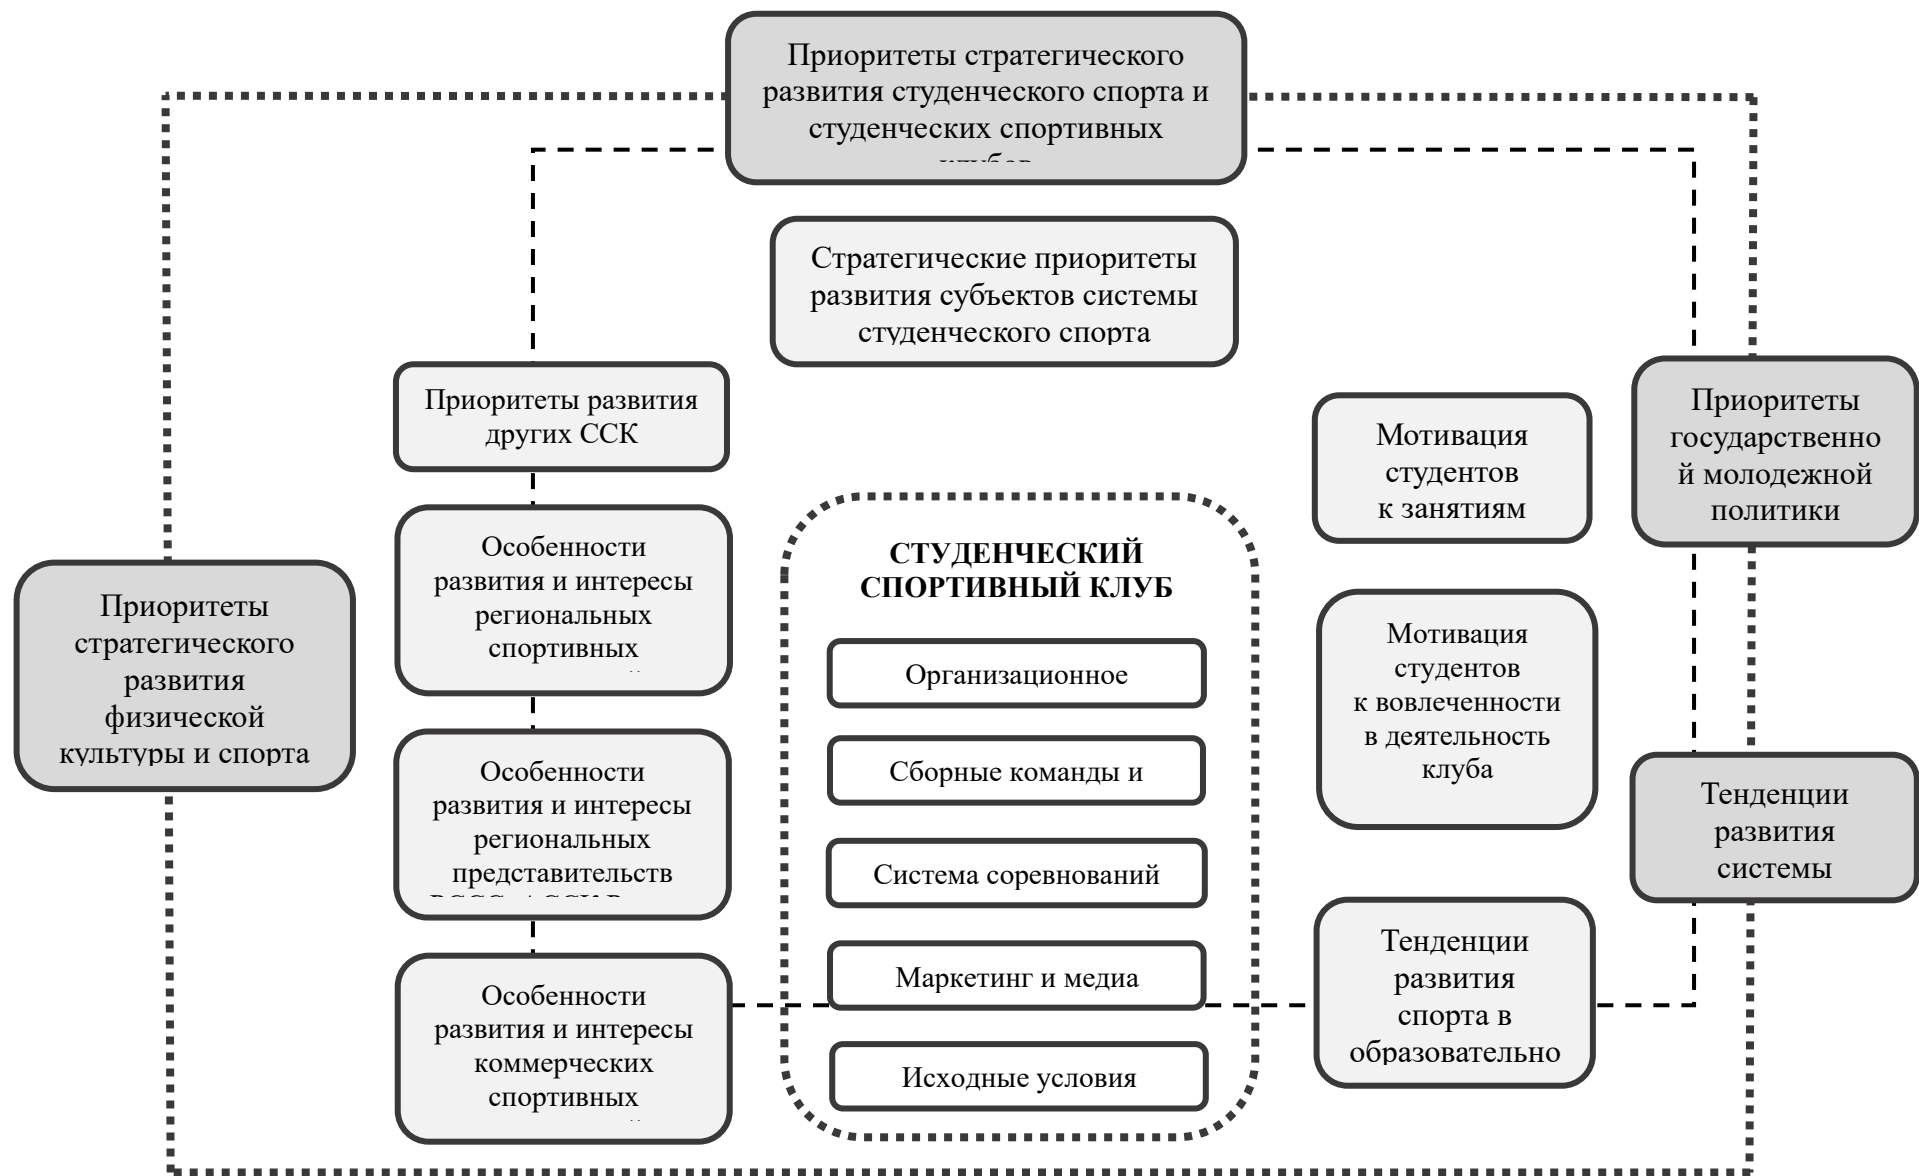 Приоритеты стратегического
развития студенческого спорта и
студенческих спортивных
клубов
Стратегические приоритеты
развития субъектов системы
студенческого спорта
Приоритеты развития
других ССК
Особенности
развития и интересы
региональных
спортивных
Особенности
развития и интересы
региональных
представительств
Особенности
развития и интересы
коммерческих
спортивных
Приоритеты
стратегического
развития
физической
культуры и спорта
СТУДЕНЧЕСКИЙ
СПОРТИВНЫЙ КЛУБ
Организационное
Сборные команды и
Система соревнований
Маркетинг и медиа
Исходные условия
Мотивация
студентов
к занятиям
Мотивация
студентов
к вовлеченности
в деятельность
клуба
Тенденции
развития
спорта в
образовательно
Приоритеты
государственно
й молодежной
политики
Тенденции
развития
системы